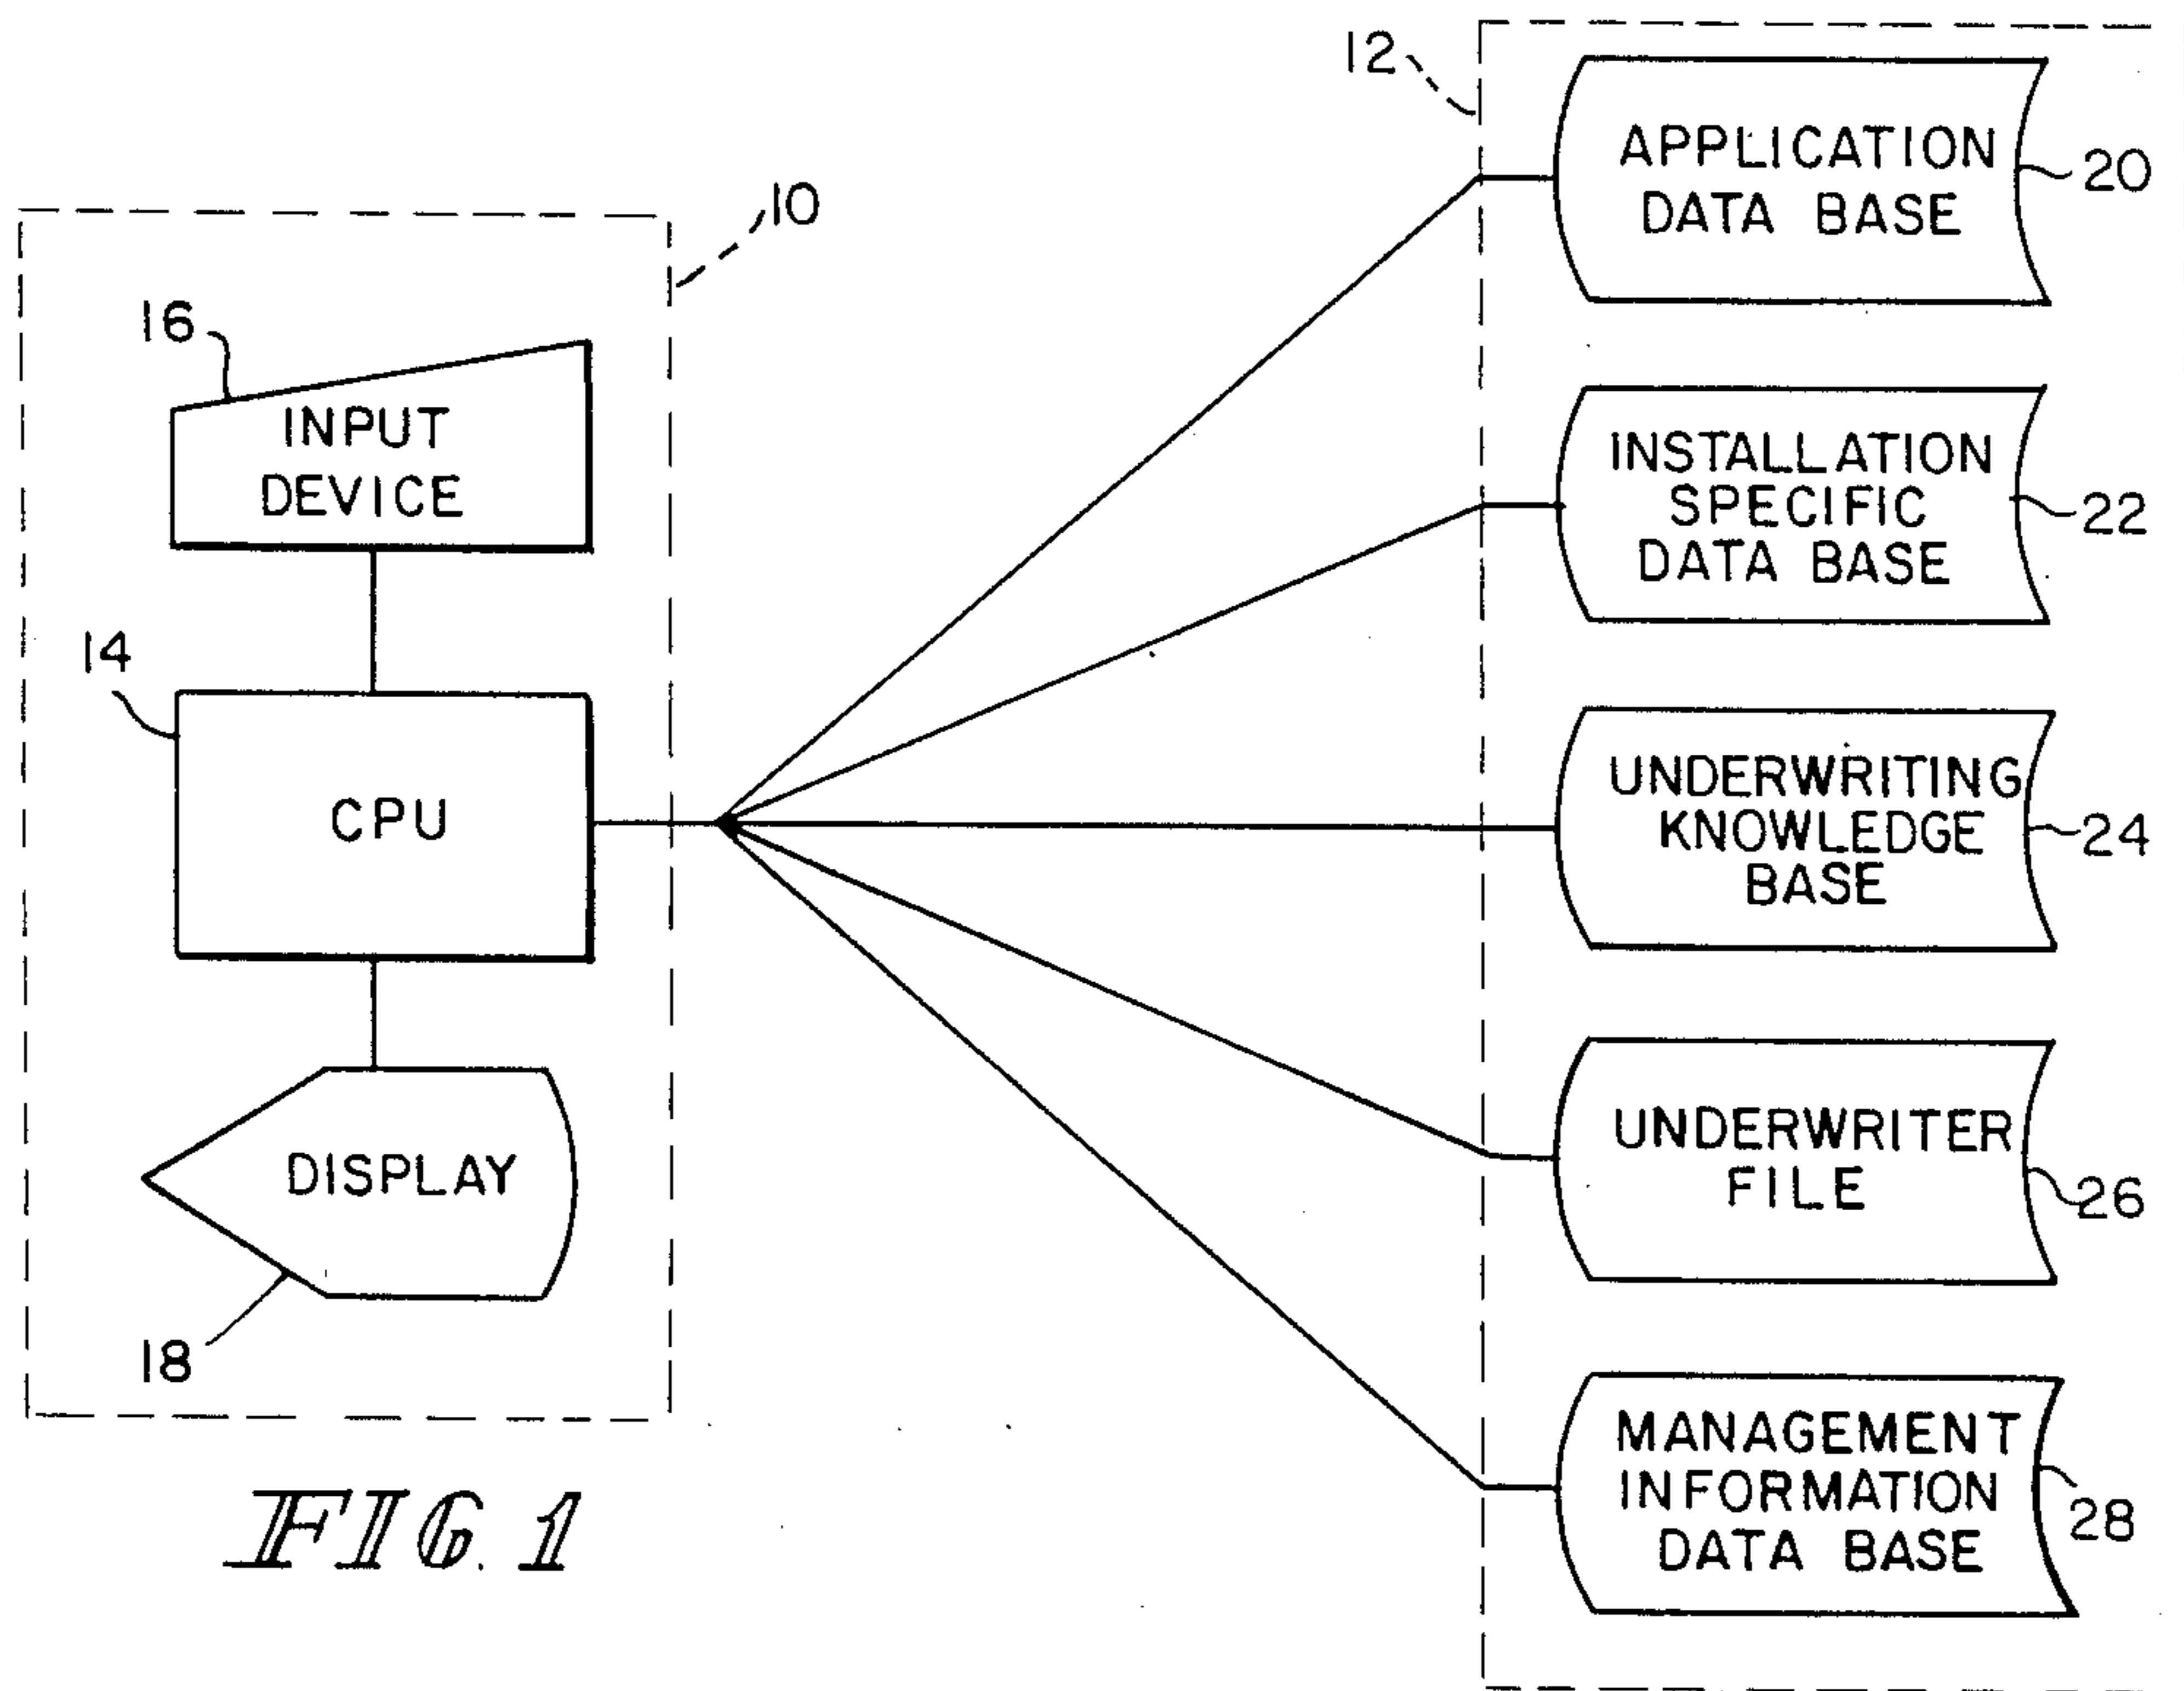 12
APPLICATION
DATA BASE
20
10
16
INPUT
DEVICE
INSTALLATION
SPECIFIC
DATA BASE
22
14
CPU
UNDERWRITING
KNOWLEDGE
BASE
24
DISPLAY
18
UNDERWRITER
FILE
26
MANAGEMENT
INFORMATION
DATA BASE
28
FIG. 1